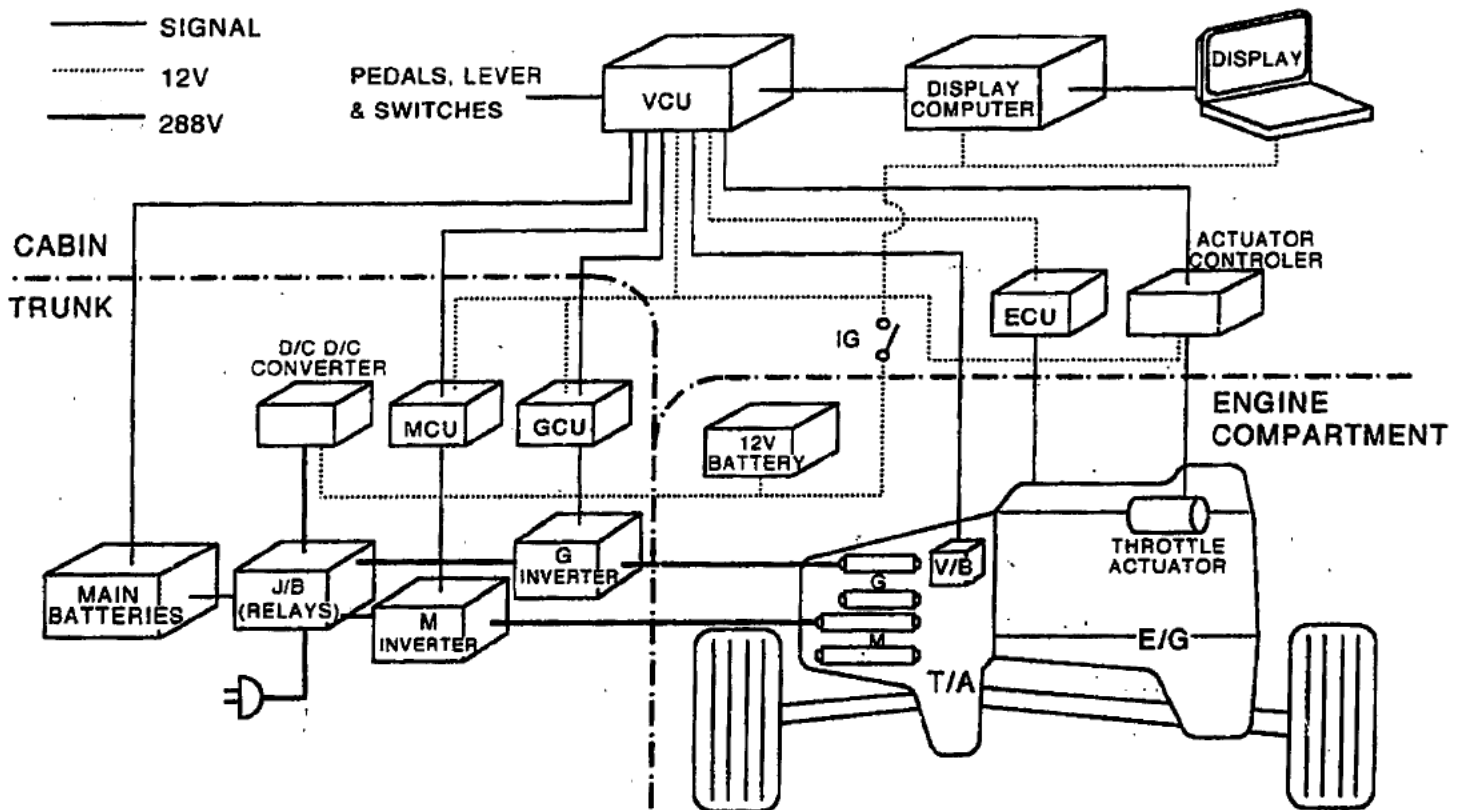 SIGNAL
12V
288V
PEDALS, LEVER
& SWITCHES
VCU
DISPLAY
COMPUTER
DISPLAY
CABIN
TRUNK
ACTUATOR
CONTROLER
ECU
IG
D/C D/C
CONVERTER
MCU
GCU
12V
BATTERY
ENGINE
COMPARTMENT
MAIN
BATTERIES
J/B
(RELAYS)
G
INVERTER
M
INVERTER
G
M
V/B
THROTTLE
ACTUATOR
E/G
T/A